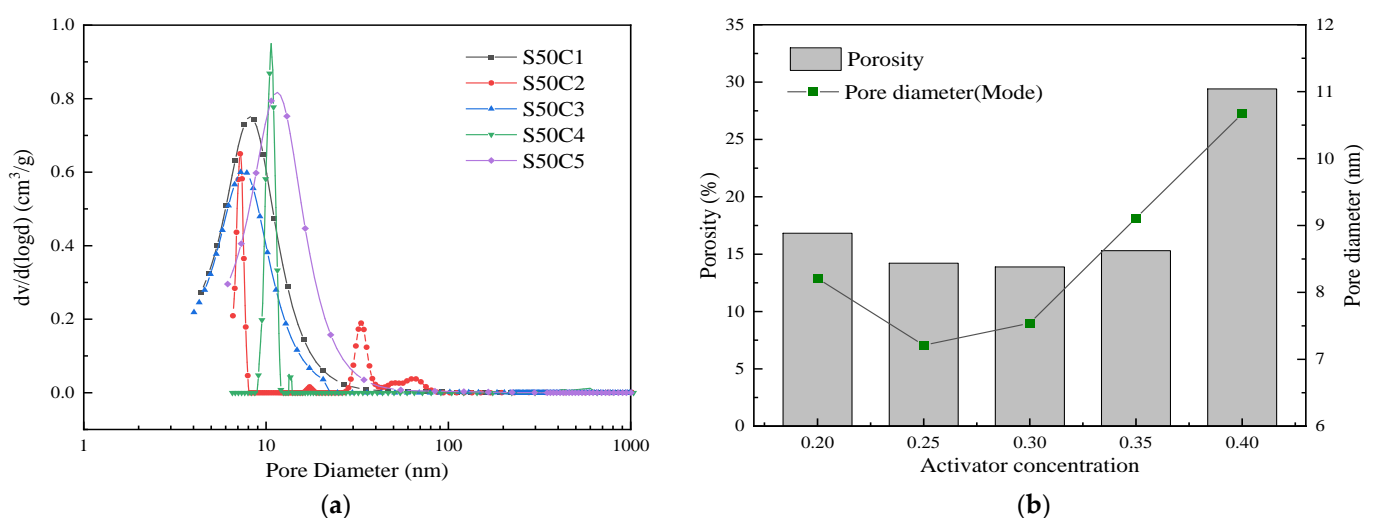 1.0
0.8
0.6
0.4
0.2
0.0
dv/d(logd) (cm³/g)
S50C1
S50C2
S50C3
S50C4
S50C5
1 10 100 1000
Pore Diameter (nm)
(a)
35
30
25
20
15
10
5
0
Porosity (%)
Porosity
Pore diameter(Mode)
12
11
10
9
8
7
6
Pore diameter (nm)
0.20 0.25 0.30 0.35 0.40
Activator concentration
(b)